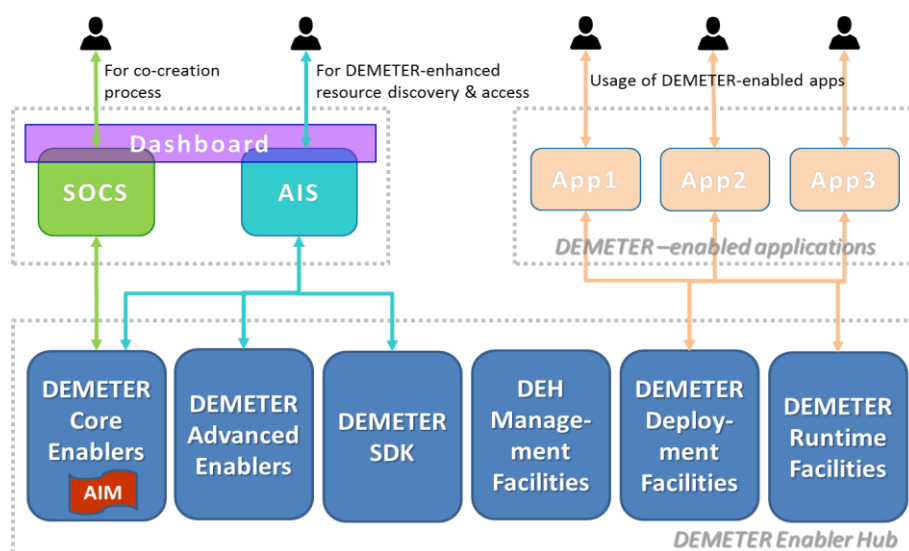 For co-creation
process
For DEMETER-enhanced
resource discovery & access
Usage of DEMETER-enabled apps
Dashboard
SOCS
AIS
App1
App2
App3
DEMETER –enabled applications
DEMETER
Core
Enablers
AIM
DEMETER
Advanced
Enablers
DEMETER
SDK
DEH
Manage-
ment
Facilities
DEMETER
Deploy-
ment
Facilities
DEMETER
Runtime
Facilities
DEMETER Enabler Hub